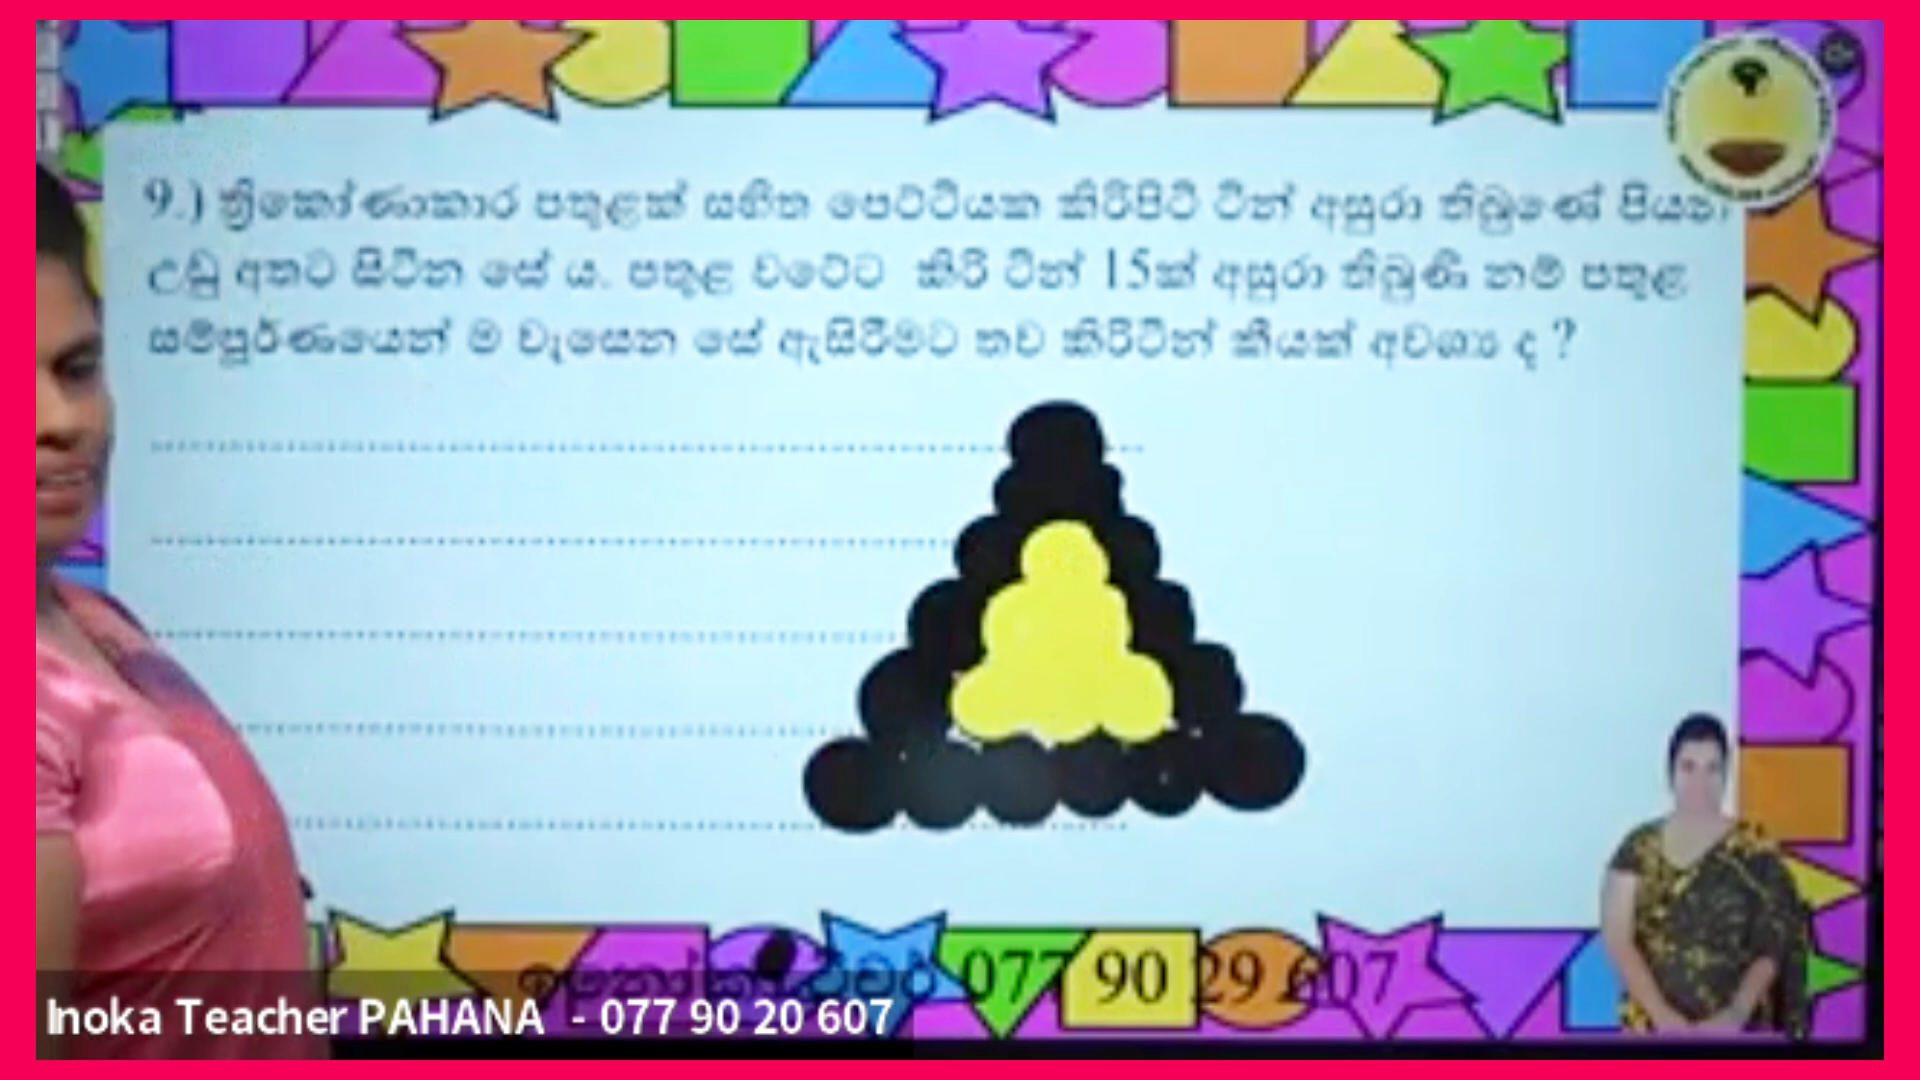 9.) ත්‍රිකෝණාකාර පතුළක් සහිත පෙට්ටියක කිරිපිටි ටින් අසුරා තිබුණේ පියන
උඩු අතට සිටින සේ ය. පතුළ වටේට කිරි ටින් 15ක් අසුරා තිබුණි නම් පතුළ
සම්පූර්ණයෙන් ම වැසෙන සේ ඇසිරීමට තව කිරිටින් කීයක් අවශ්‍ය ද ?
077 90 29 607
Inoka Teacher PAHANA - 077 90 20 607